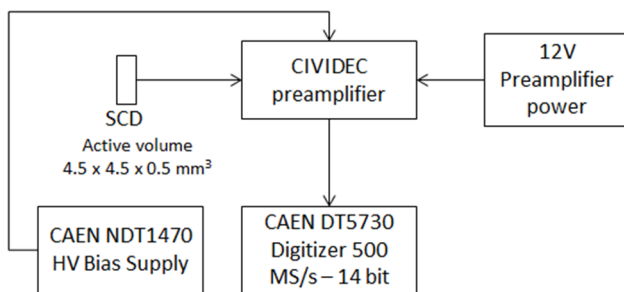 CIVIDEC
preamplifier
12V
Preamplifier
power
SCD
Active volume
4.5 x 4.5 x 0.5 mm³
CAEN NDT1470
HV Bias Supply
CAEN DT5730
Digitizer 500
MS/s – 14 bit